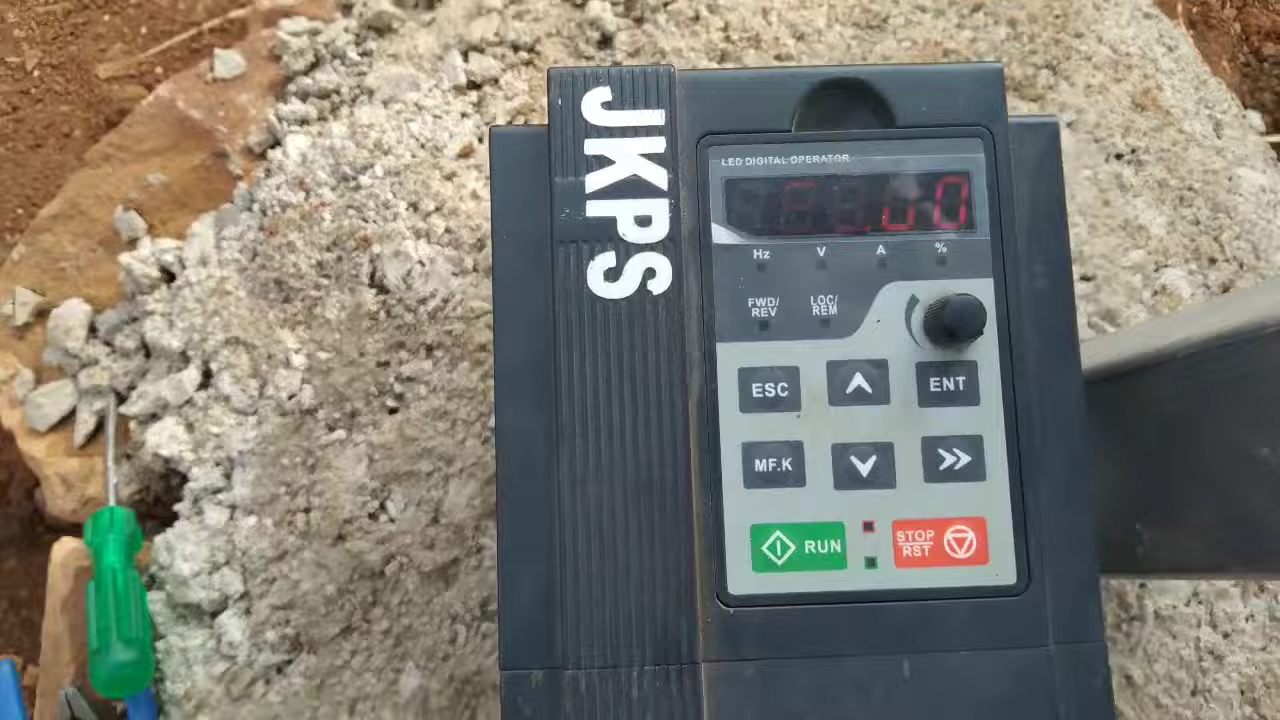 JKPS
LED DIGITAL OPERATOR
Hz V A %
FWD/ LOC/
REV REM
ESC ENT
MF.K
RUN STOP
RST